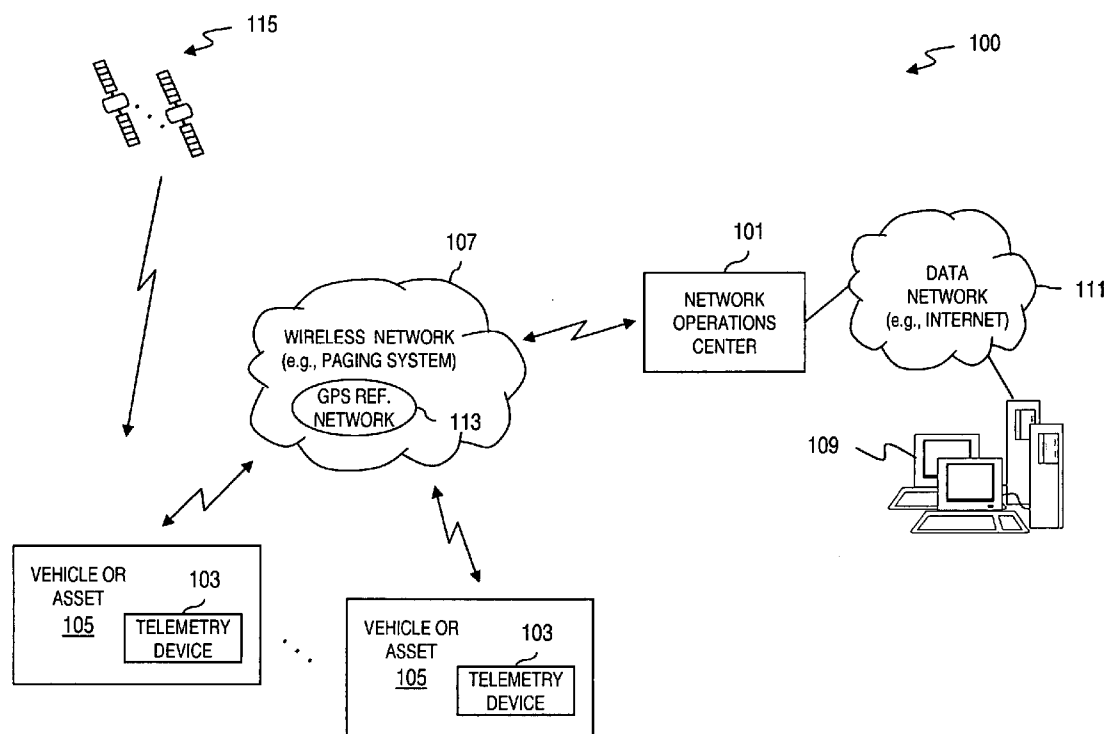 115
100
107
101
NETWORK
OPERATIONS
CENTER
DATA
NETWORK
(e.g., INTERNET)
111
WIRELESS NETWORK
(e.g., PAGING SYSTEM)
GPS REF.
NETWORK
113
109
VEHICLE OR
ASSET
105
103
TELEMETRY
DEVICE
VEHICLE OR
ASSET
105
103
TELEMETRY
DEVICE